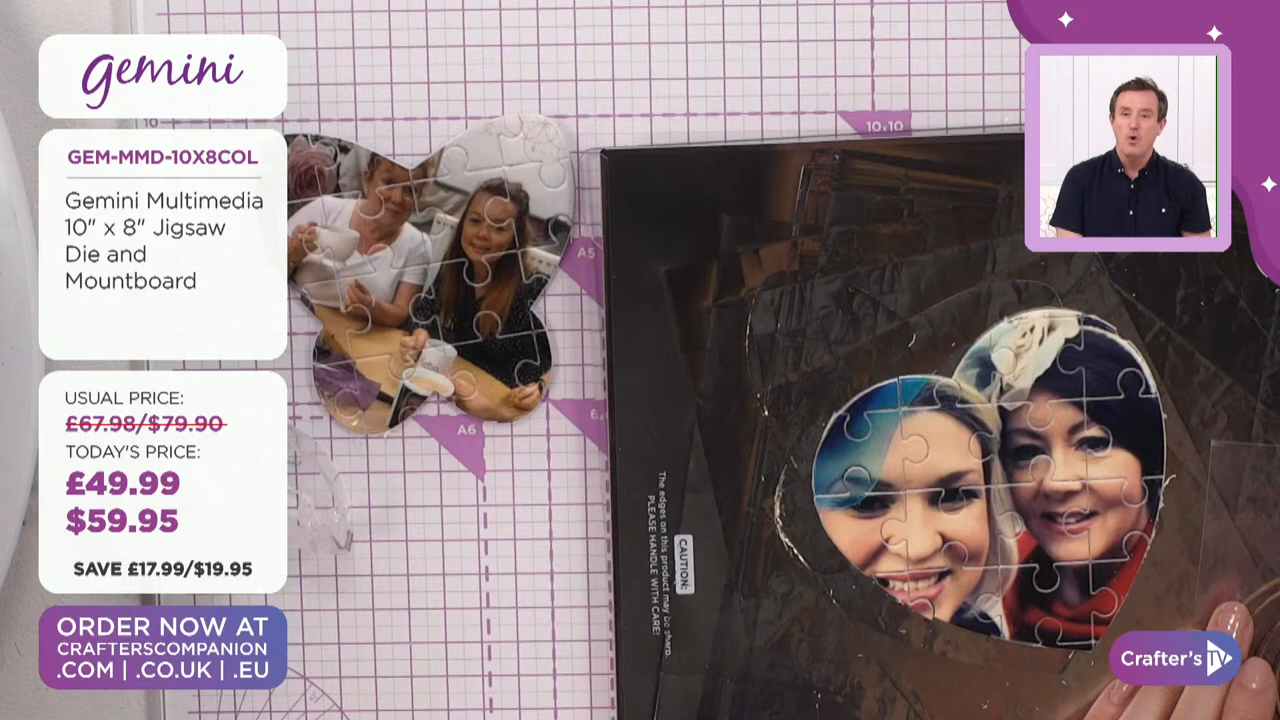 gemini
GEM-MMD-10X8COL
Gemini Multimedia
10" x 8" Jigsaw
Die and
Mountboard
USUAL PRICE:
£67.98/$79.90
TODAY'S PRICE:
£49.99
$59.95
SAVE £17.99/$19.95
ORDER NOW AT
CRAFTERSCOMPANION
.COM | .CO.UK | .EU
10
10x10
A5
6.
A6
CAUTION:
The edges on this product may be sharp.
PLEASE HANDLE WITH CARE!
Crafter's TV